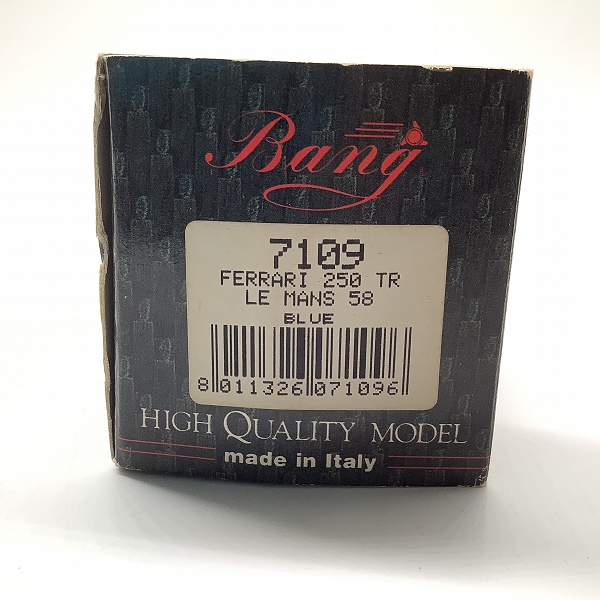 Bang
7109
FERRARI 250 TR
LE MANS 58
BLUE
8 011326 071096
HIGH QUALITY MODEL
made in Italy